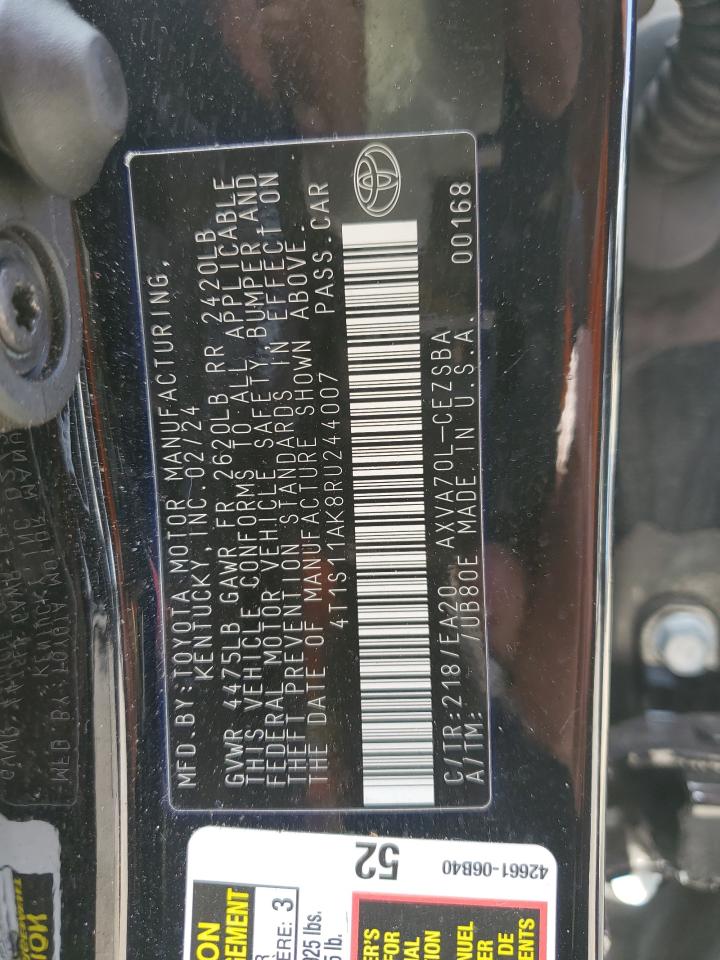 MFD.BY:TOYOTA MOTOR MANUFACTURING,
KENTUCKY, INC.02/24
GVWR 4475LB GAWR FR 2620LB RR 2420LB
THIS VEHICLE CONFORMS TO ALL APPLICABLE
FEDERAL MOTOR VEHICLE SAFETY, BUMPER,AND
THEFT PREVENTION STANDARDS IN EFFECT ON
THE DATE OF MANUFACTURE SHOWN ABOVE.
4T1S11AK8RU244007 PASS.CAR
C/TR:218/EA20 AXVA70L-CEZSBA
A/TM: /UB80E MADE IN U.S.A. 00168
52
42661-06B40
3